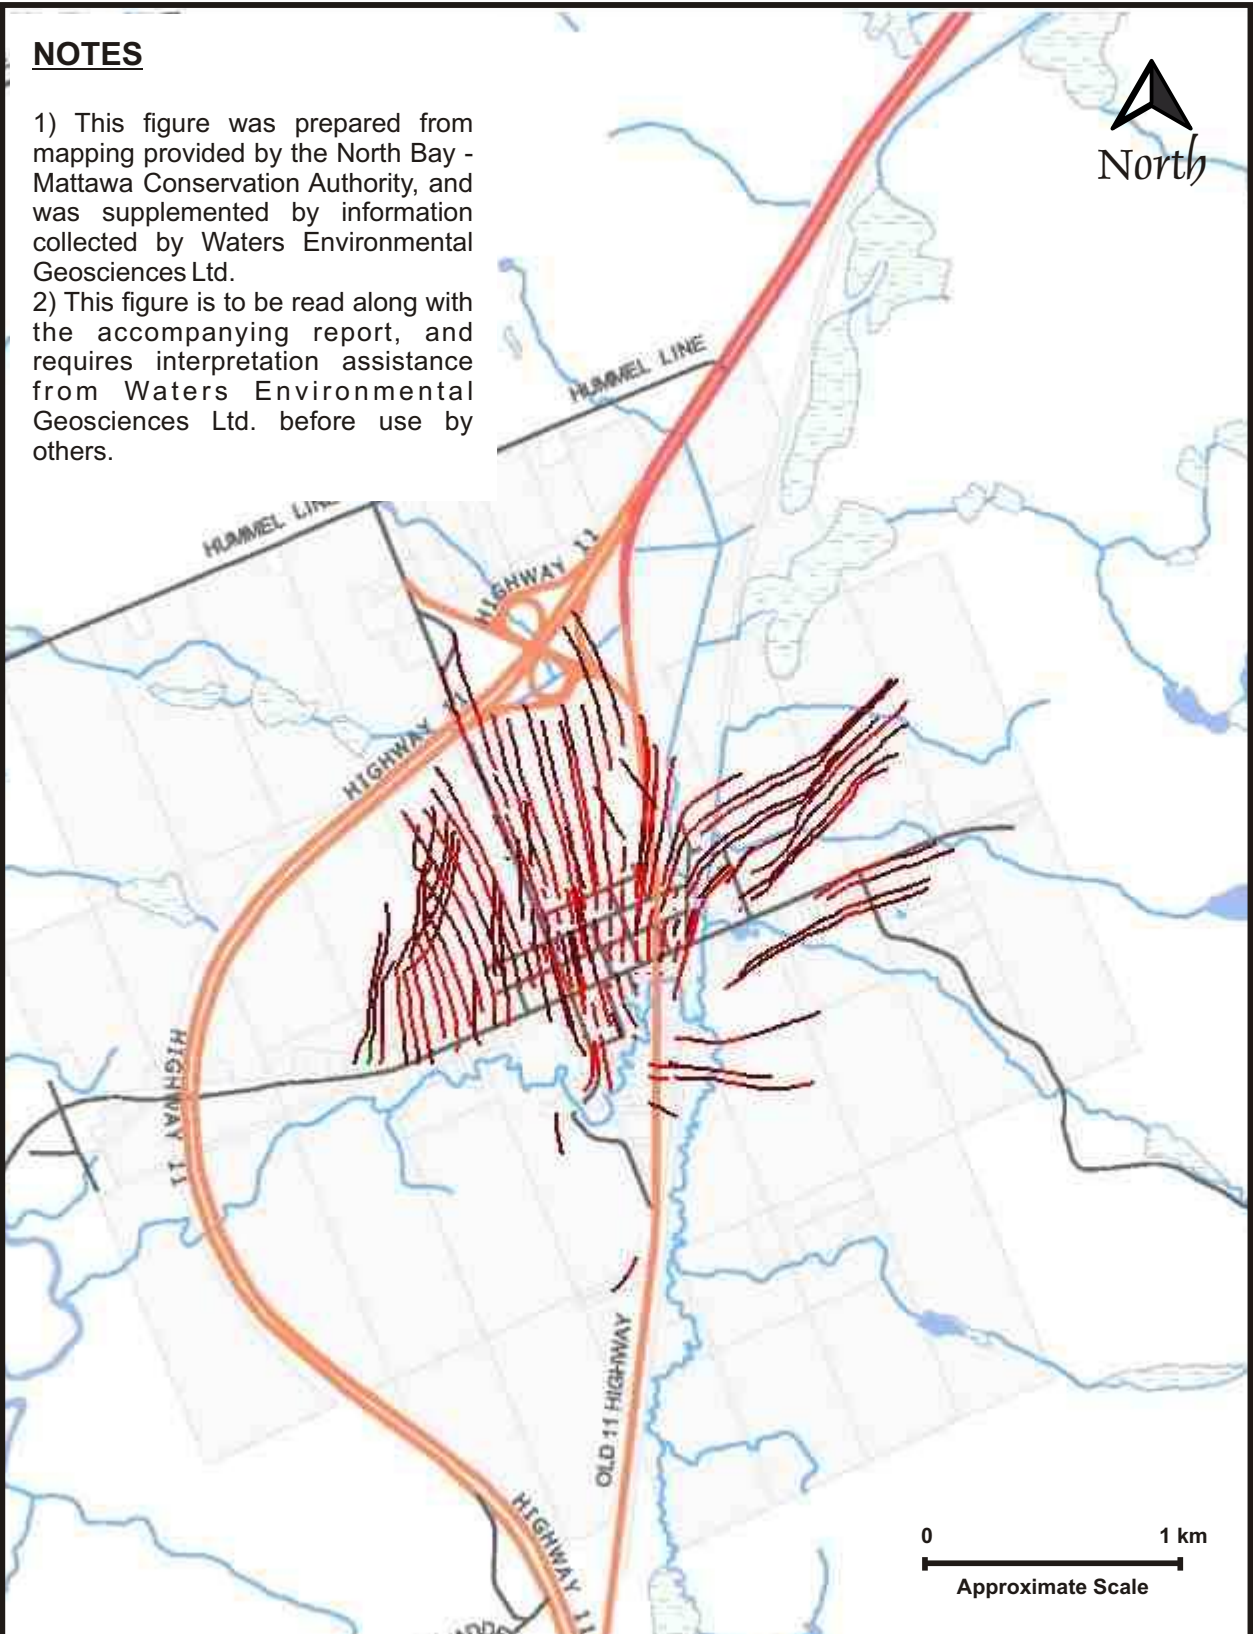 NOTES
1) This figure was prepared from
mapping provided by the North Bay -
Mattawa Conservation Authority, and
was supplemented by information
collected by Waters Environmental
Geosciences Ltd.
2) This figure is to be read along with
the accompanying report, and
requires interpretation assistance
from Waters Environmental
Geosciences Ltd. before use by
others.
North
HUMMEL LINE
HUMMEL LINE
HIGHWAY 11
HIGHWAY 11
HIGHWAY 11
OLD 11 HIGHWAY
HIGHWAY 11
0 1 km
Approximate Scale